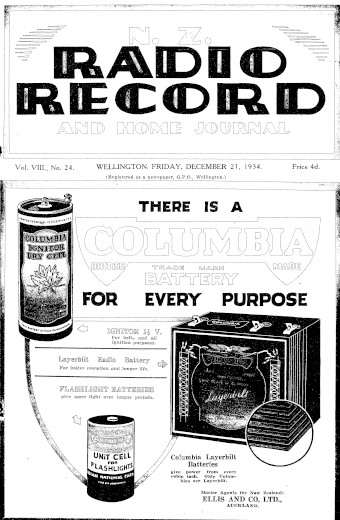 N. Z.
RADIO
RECORD
AND HOME JOURNAL
Vol. VIII., No. 24. WELLINGTON, FRIDAY, DECEMBER 21, 1934. Price 4d.
(Registered as a newspaper, G.P.O., Wellington.)
THERE IS A
COLUMBIA
BRITISH TRADE MARK MADE
BATTERY
FOR EVERY PURPOSE
COLUMBIA
IGNITOR
DRY CELL
IGNITOR 1½ V.
For bells, and all
ignition purposes.
Layerbilt Radio Battery
For better reception and longer life.
FLASHLIGHT BATTERIES
give more light over longer periods.
Layerbilt
UNIT CELL
FOR
FLASHLIGHTS
Columbia Layerbilt
Batteries
give power from every
cubic inch. Only Colum-
bias are Layerbilt.
Master Agents for New Zealand:
ELLIS AND CO., LTD.,
AUCKLAND.